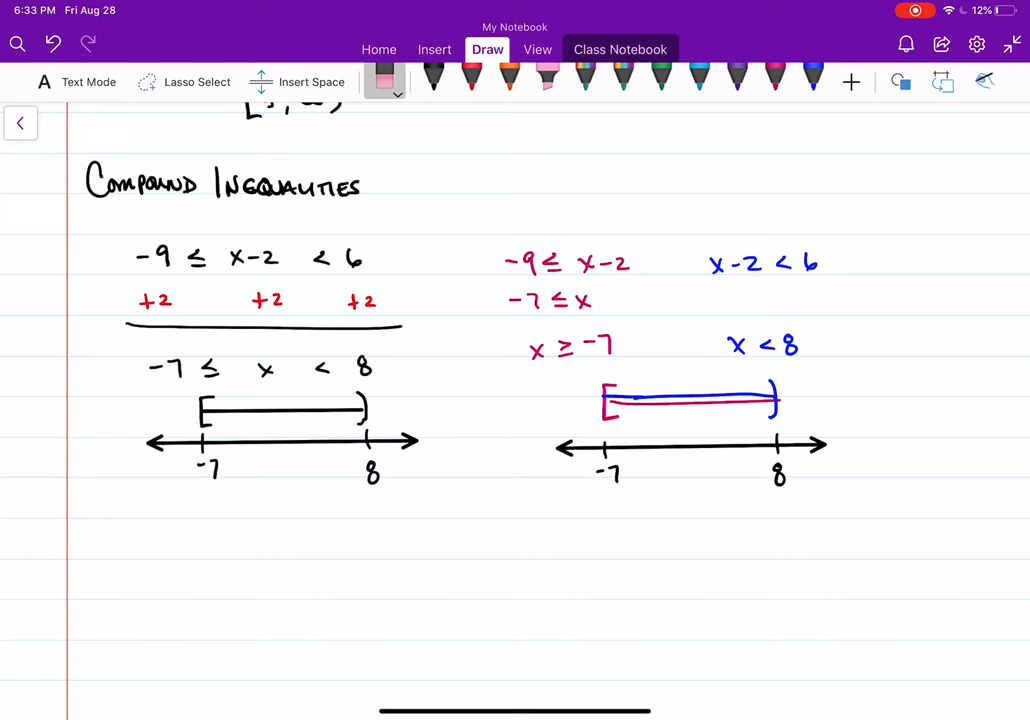 6:33 PM Fri Aug 28
12%
My Notebook
Home Insert Draw View Class Notebook
A Text Mode Lasso Select Insert Space
COMPOUND INEQUALITIES
-9 ≤ x-2 < 6
+2 +2 +2
-7 ≤ x < 8
[ )
-7 8
-9 ≤ x-2
x-2 < 6
-7 ≤ x
x ≥ -7
x < 8
[ )
-7 8